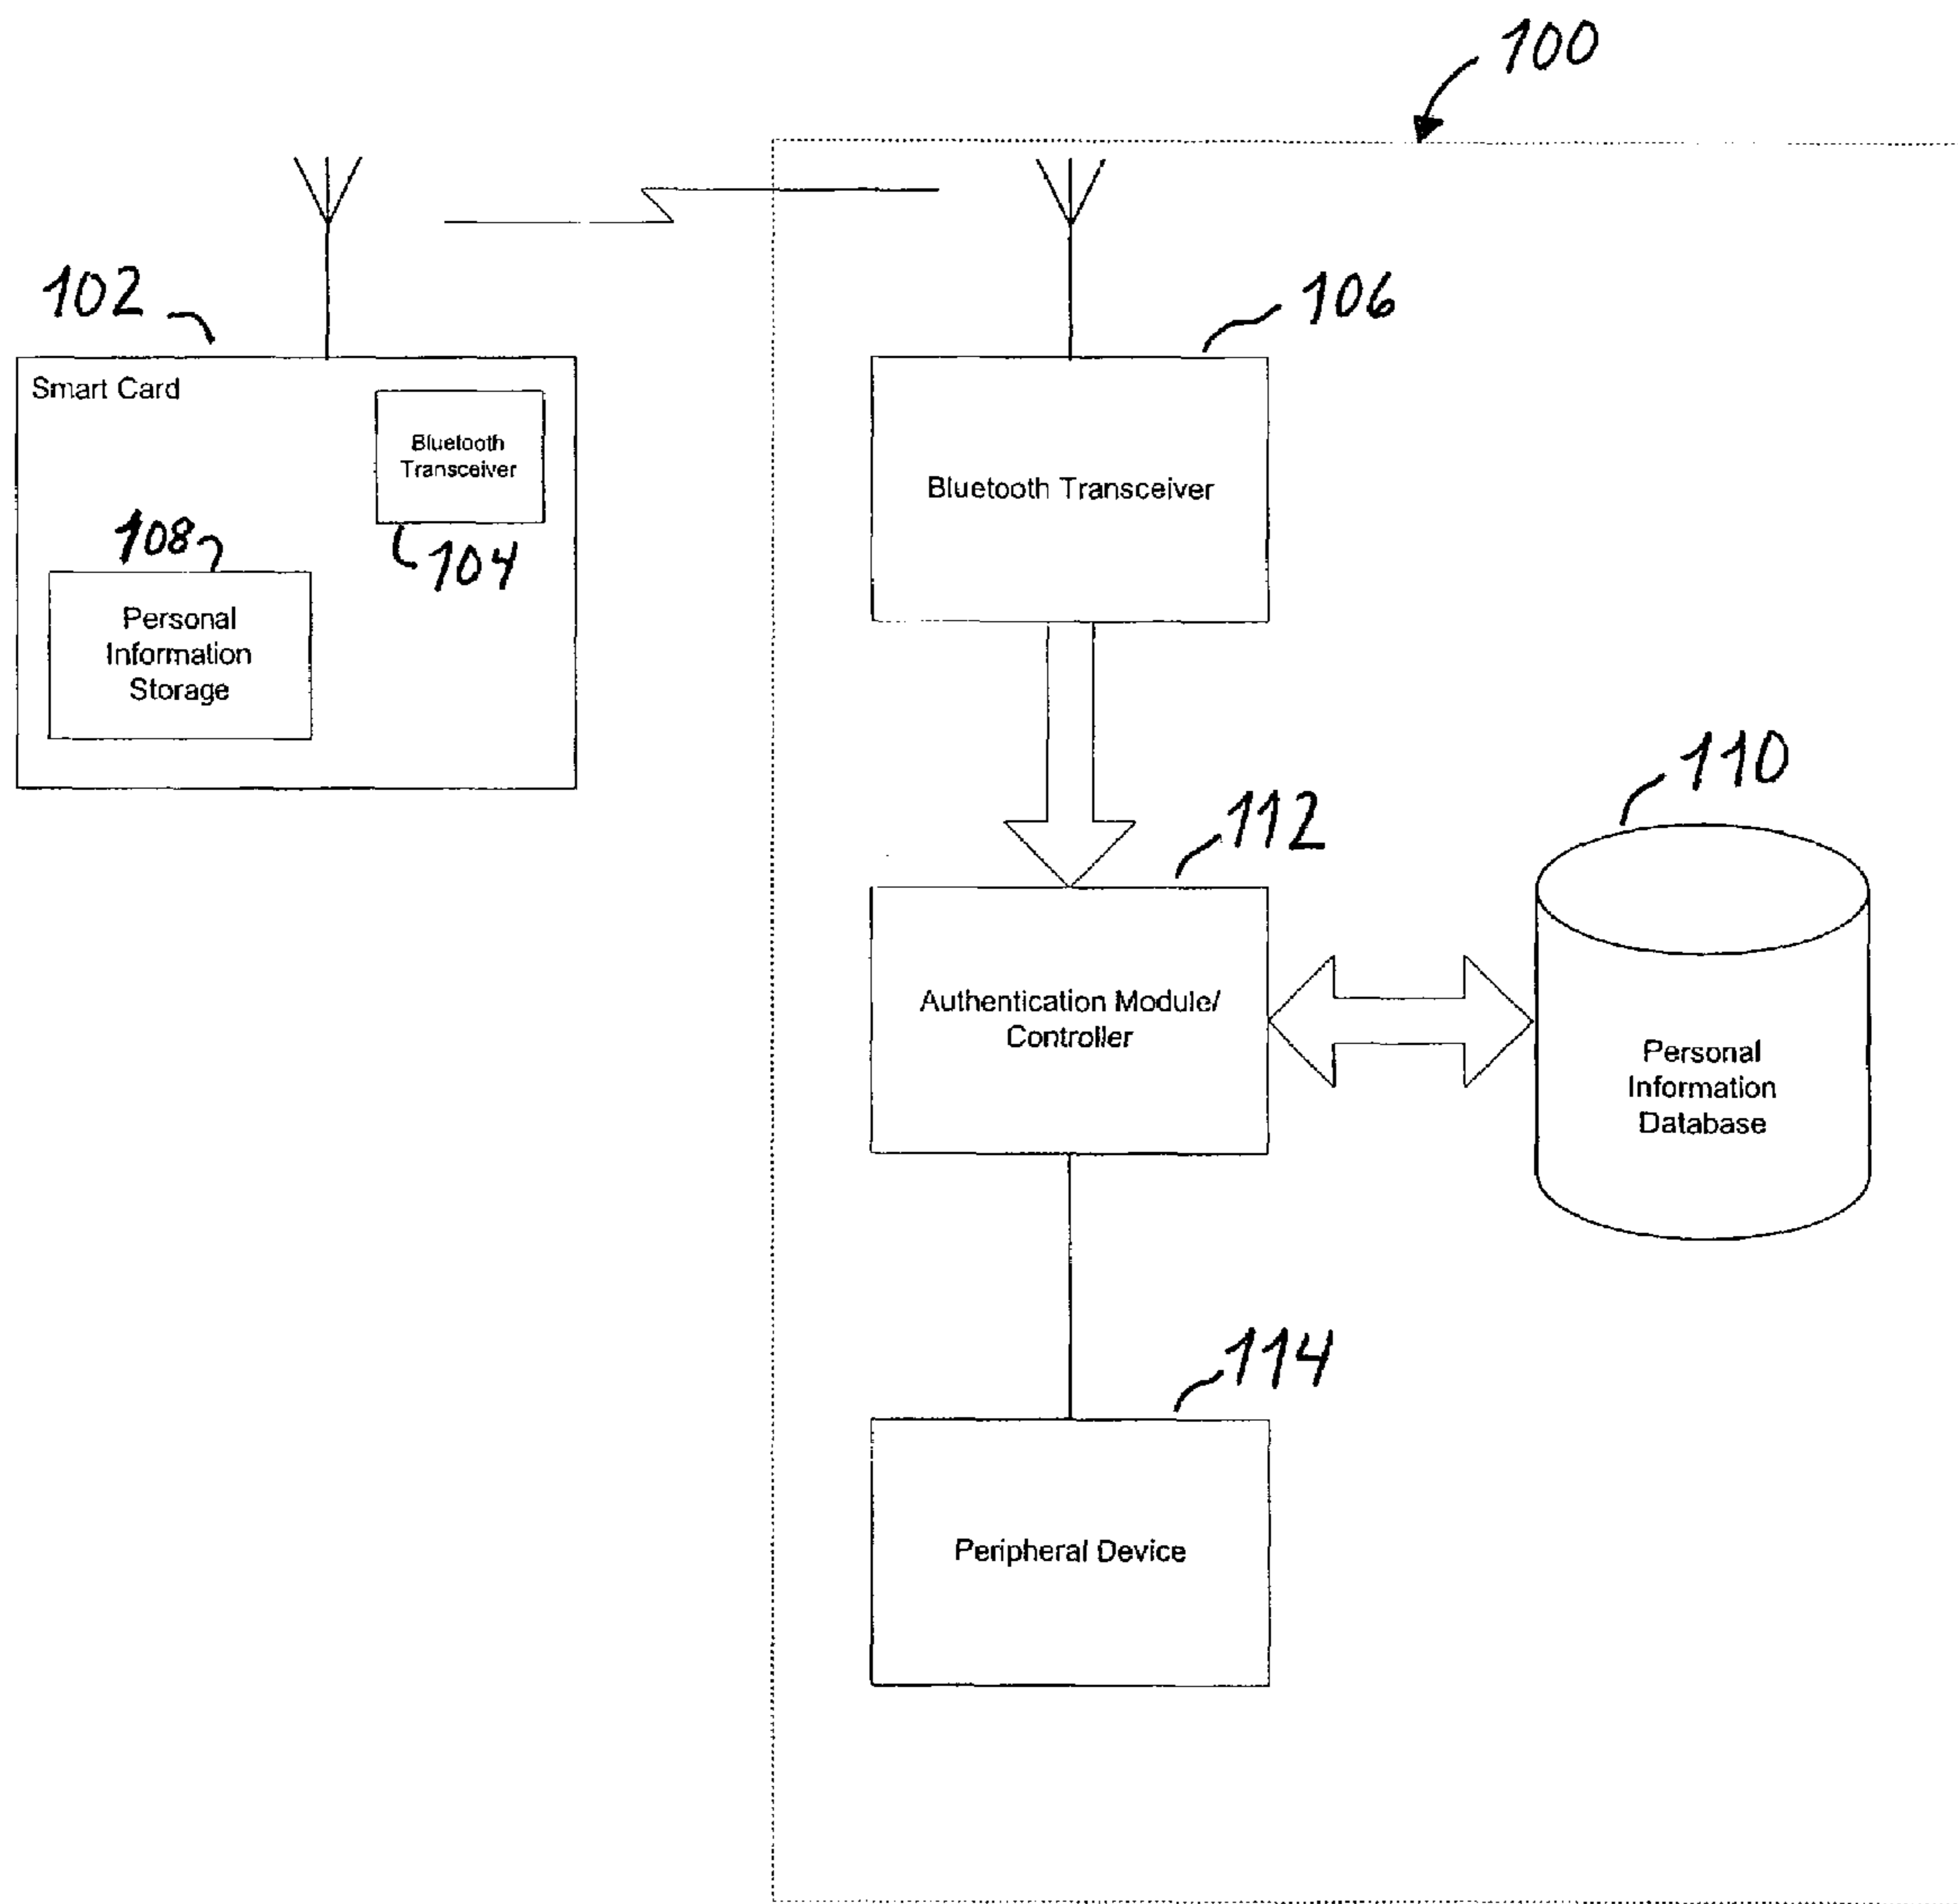 100
102
106
Smart Card
Bluetooth
Transceiver
104
108
Personal
Information
Storage
Bluetooth Transceiver
110
112
Authentication Module/
Controller
Personal
Information
Database
114
Peripheral Device